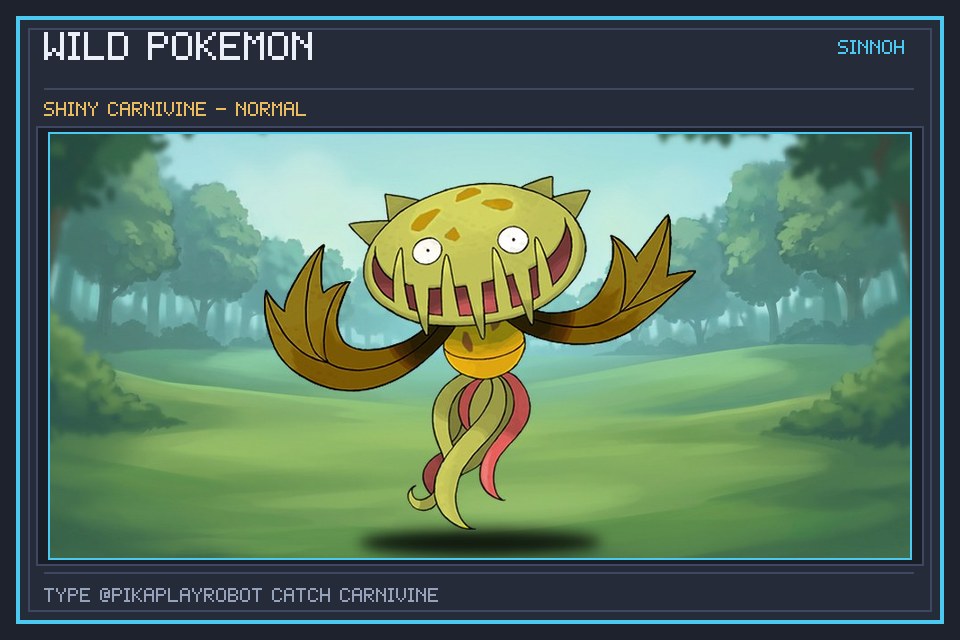 WILD POKEMON
SINNOH
SHINY CARNIVINE - NORMAL
TYPE @PIKAPLAYROBOT CATCH CARNIVINE